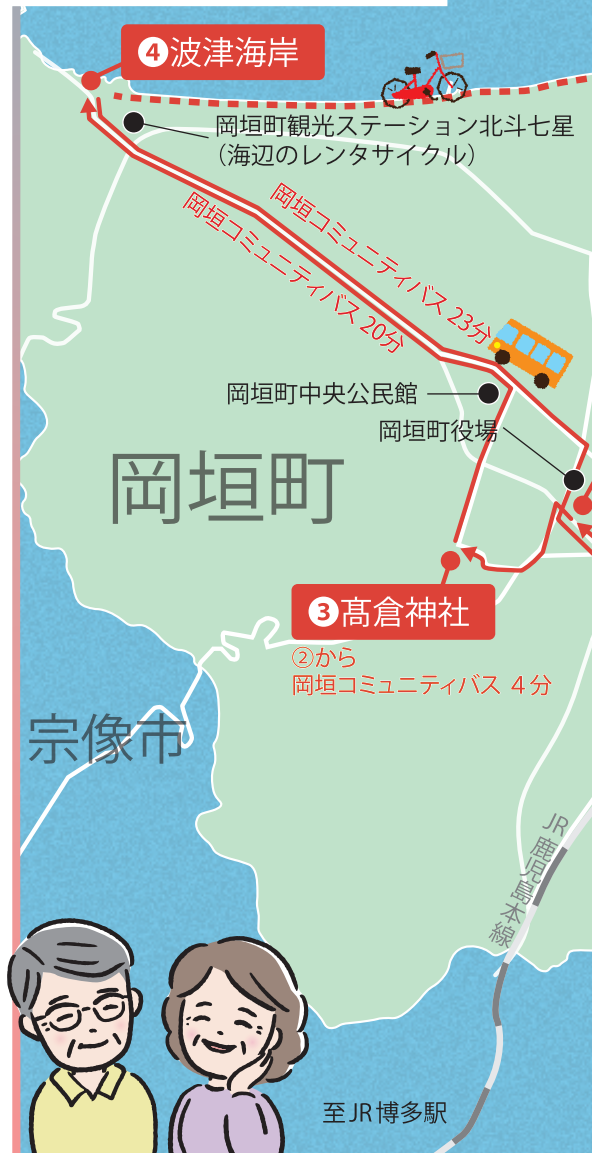 ❹波津海岸
岡垣町観光ステーション北斗七星
（海辺のレンタサイクル）
岡垣コミュニティバス 23分
岡垣コミュニティバス 20分
岡垣町中央公民館
岡垣町役場
岡垣町
❸髙倉神社
②から
岡垣コミュニティバス 4分
宗像市
JR鹿児島本線
至JR博多駅